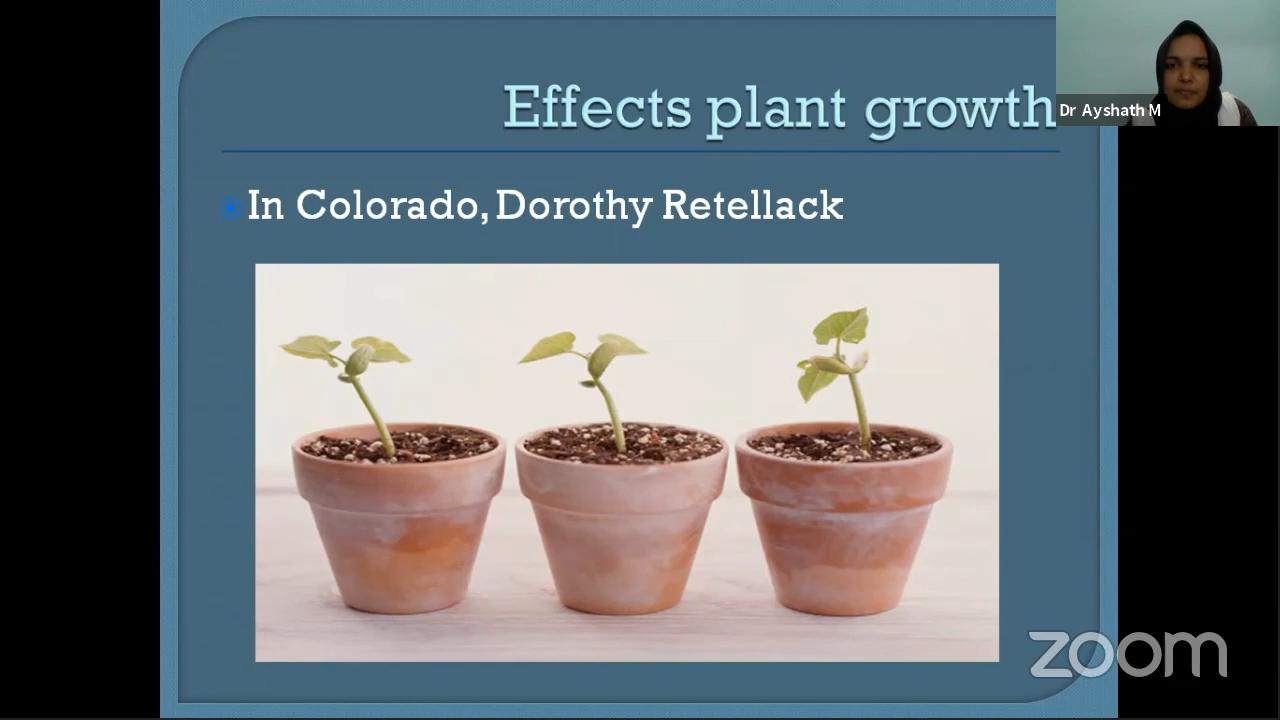 Effects plant growth
Dr Ayshath M
In Colorado, Dorothy Retellack
zoom